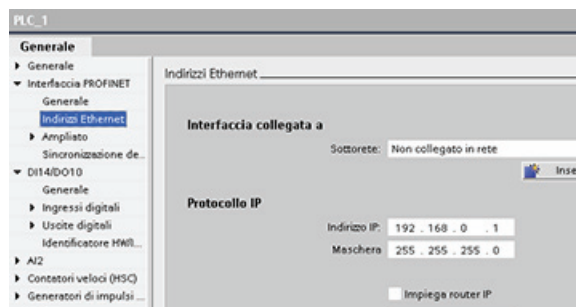 PLC_1
Generale
Generale
Interfaccia PROFINET
Generale
Indirizzi Ethernet
Ampliato
Sincronizzazione de...
DI14/DO10
Generale
Ingressi digitali
Uscite digitali
Identificatore HW/I...
AI2
Contatori veloci (HSC)
Generatori di impulsi ...
Indirizzi Ethernet
Interfaccia collegata a
Sottorete: Non collegato in rete
Inse
Protocollo IP
Indirizzo IP: 192 . 168 . 0 . 1
Maschera 255 . 255 . 255 . 0
Impiega router IP